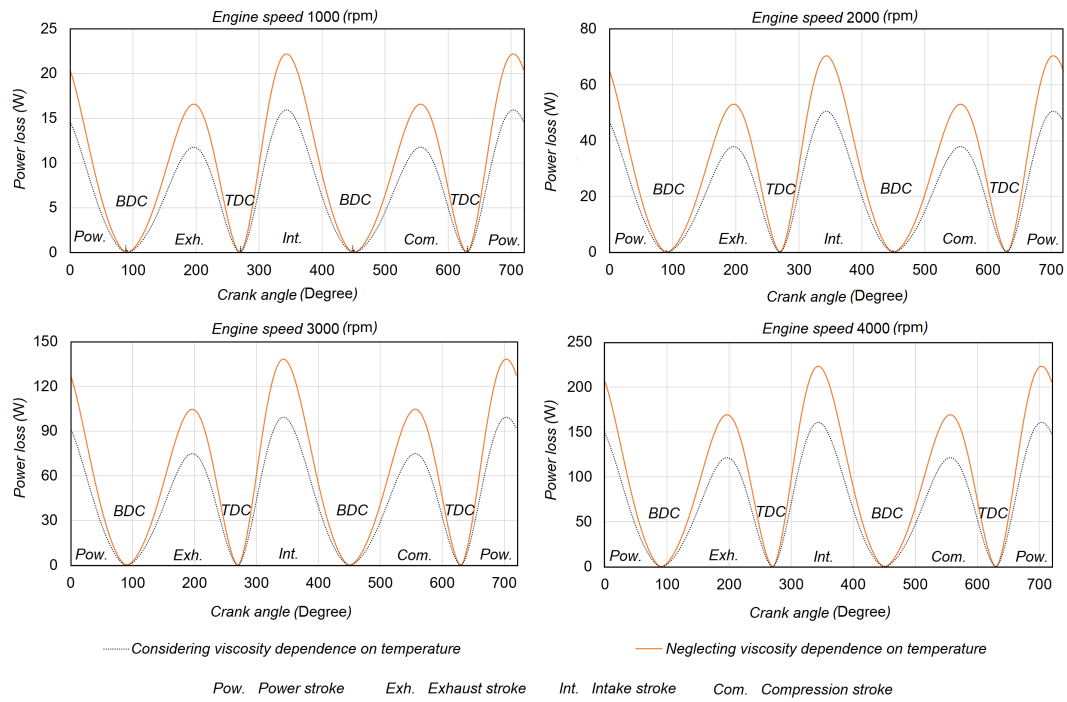 Engine speed 1000 (rpm)
25
20
15
10
5
0
Power loss (W)
BDC
TDC
BDC
TDC
Pow.
Exh.
Int.
Com.
Pow.
0 100 200 300 400 500 600 700
Crank angle (Degree)
Engine speed 2000 (rpm)
80
60
40
20
0
Power loss (W)
BDC
TDC
BDC
TDC
Pow.
Exh.
Int.
Com.
Pow.
0 100 200 300 400 500 600 700
Crank angle (Degree)
Engine speed 3000 (rpm)
150
120
90
60
30
0
Power loss (W)
BDC
TDC
BDC
TDC
Pow.
Exh.
Int.
Com.
Pow.
0 100 200 300 400 500 600 700
Crank angle (Degree)
Engine speed 4000 (rpm)
250
200
150
100
50
0
Power loss (W)
BDC
TDC
BDC
TDC
Pow.
Exh.
Int.
Com.
Pow.
0 100 200 300 400 500 600 700
Crank angle (Degree)
Considering viscosity dependence on temperature
Neglecting viscosity dependence on temperature
Pow. Power stroke Exh. Exhaust stroke Int. Intake stroke Com. Compression stroke